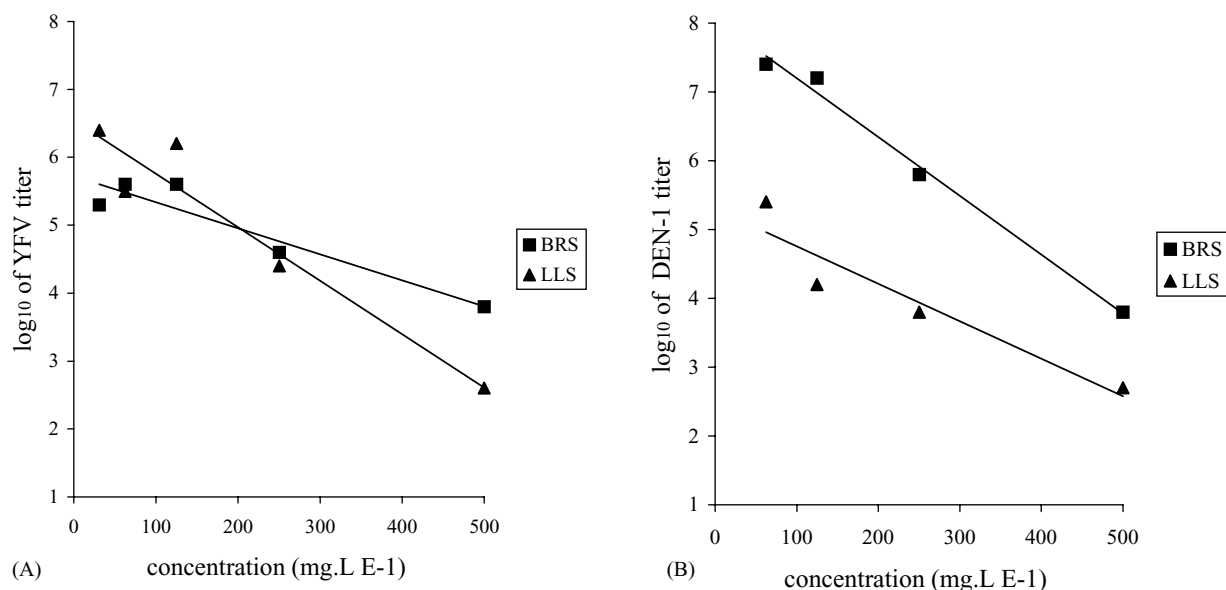 8
7
6
5
4
3
2
1
0 100 200 300 400 500
log10 of YFV titer
concentration (mg.L E-1)
BRS
LLS
(A)
8
7
6
5
4
3
2
1
0 100 200 300 400 500
log10 of DEN-1 titer
concentration (mg.L E-1)
BRS
LLS
(B)